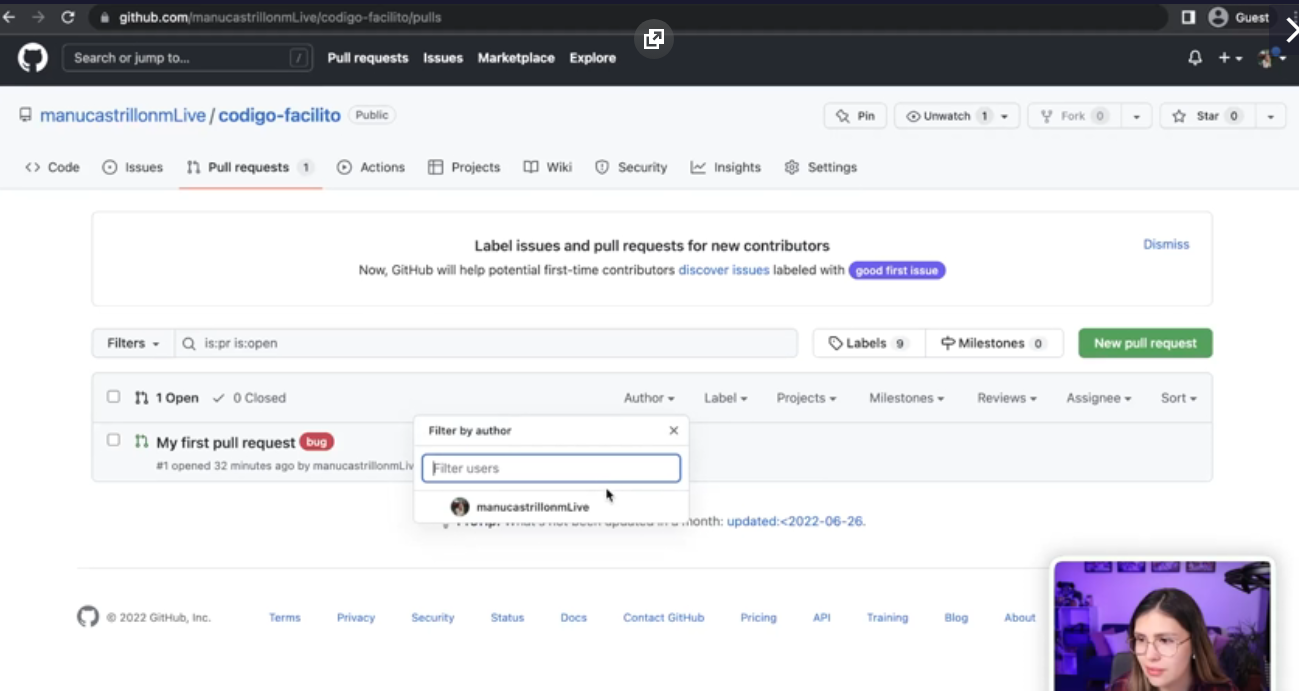 github.com/manucastrillonmLive/codigo-facilito/pulls
Guest
Search or jump to...
/
Pull requests Issues Marketplace Explore
manucastrillonmLive / codigo-facilito Public
Pin
Unwatch 1
Fork 0
Star 0
Code Issues Pull requests 1 Actions Projects Wiki Security Insights Settings
Label issues and pull requests for new contributors
Dismiss
Now, GitHub will help potential first-time contributors discover issues labeled with good first issue
Filters
is:pr is:open
Labels 9
Milestones 0
New pull request
1 Open 0 Closed
Author Label Projects Milestones Reviews Assignee Sort
My first pull request bug
#1 opened 32 minutes ago by manucastrillonmLiv
Filter by author
Filter users
manucastrillonmLive
month: updated:<2022-06-26.
© 2022 GitHub, Inc.
Terms Privacy Security Status Docs Contact GitHub Pricing API Training Blog About